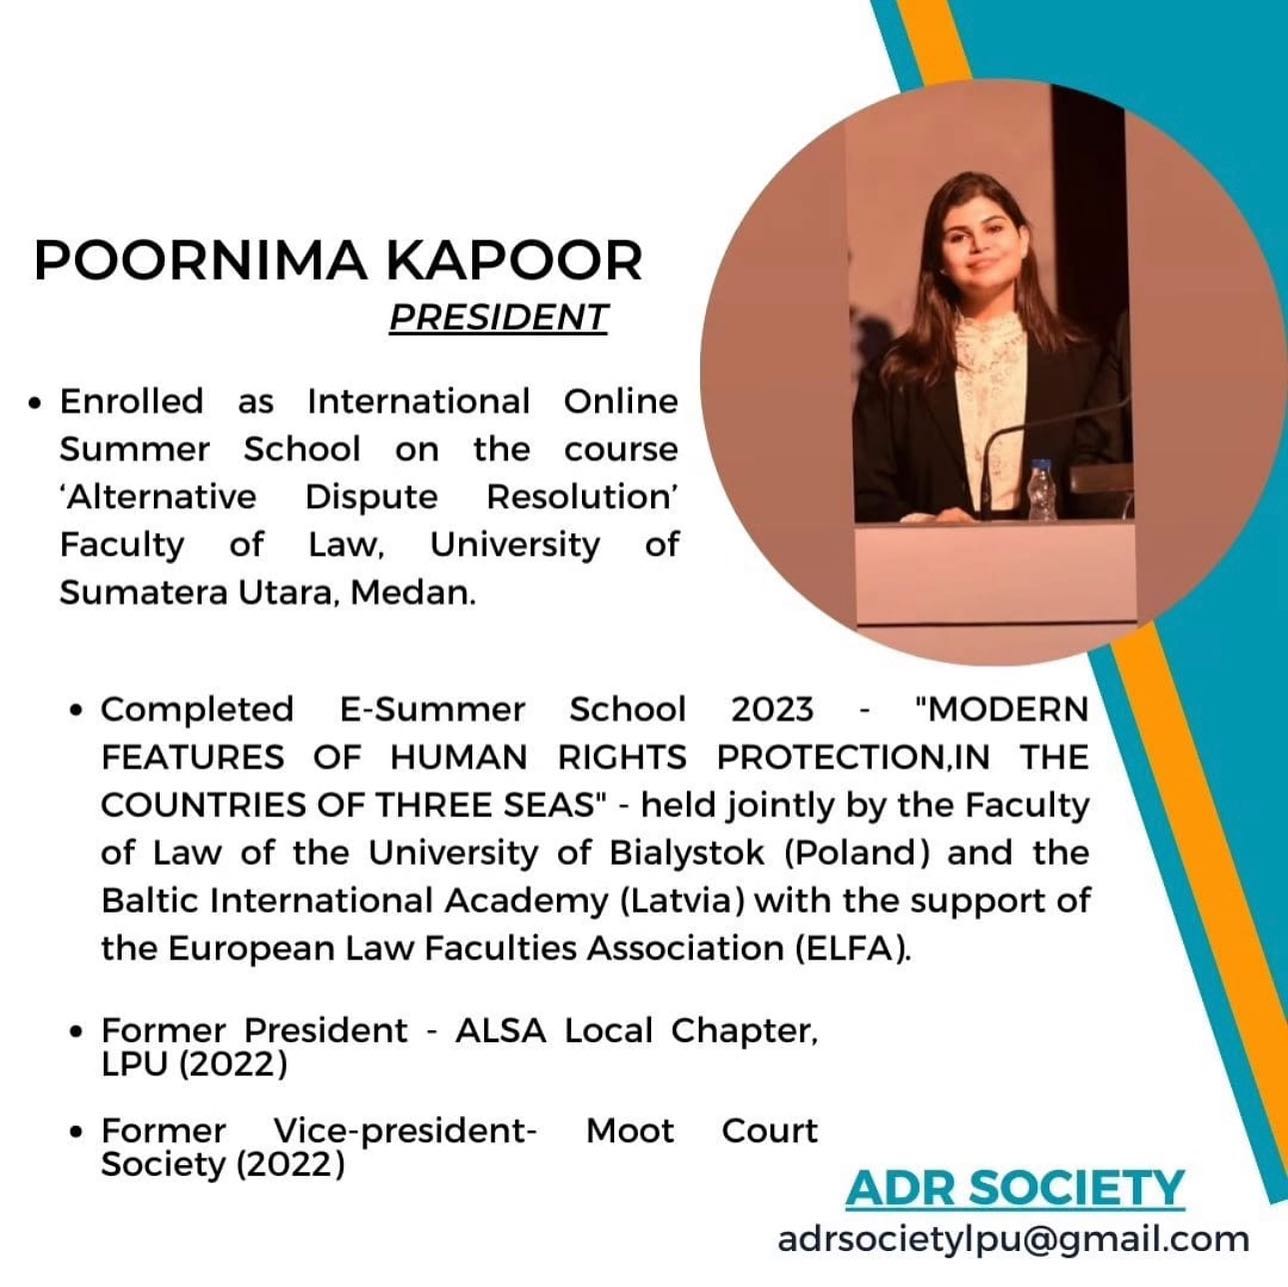 POORNIMA KAPOOR
PRESIDENT
• Enrolled as International Online
Summer School on the course
‘Alternative Dispute Resolution’
Faculty of Law, University of
Sumatera Utara, Medan.
• Completed E-Summer School 2023 - "MODERN
FEATURES OF HUMAN RIGHTS PROTECTION,IN THE
COUNTRIES OF THREE SEAS" - held jointly by the Faculty
of Law of the University of Bialystok (Poland) and the
Baltic International Academy (Latvia) with the support of
the European Law Faculties Association (ELFA).
• Former President - ALSA Local Chapter,
LPU (2022)
• Former Vice-president- Moot Court
Society (2022)
ADR SOCIETY
adrsocietylpu@gmail.com